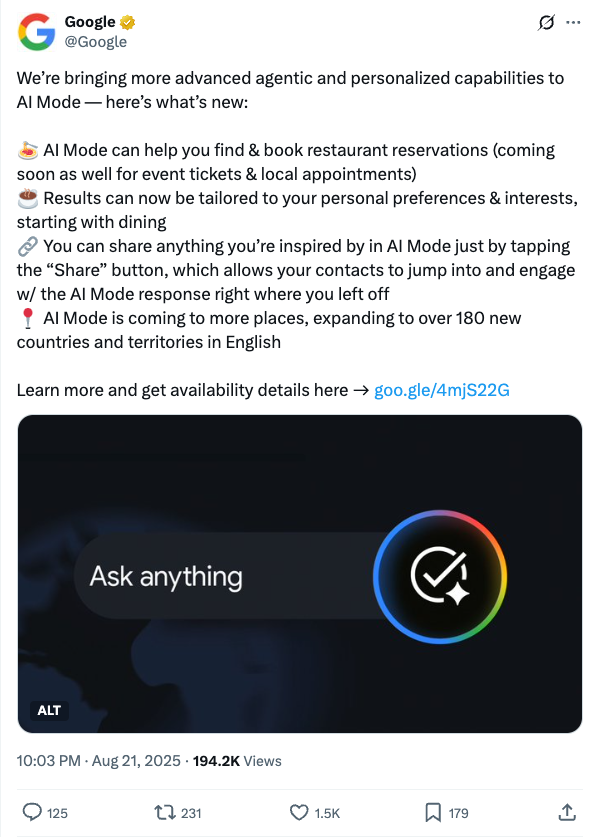 Google
@Google
We’re bringing more advanced agentic and personalized capabilities to
AI Mode — here’s what’s new:
🍝 AI Mode can help you find & book restaurant reservations (coming
soon as well for event tickets & local appointments)
☕ Results can now be tailored to your personal preferences & interests,
starting with dining
🔗 You can share anything you’re inspired by in AI Mode just by tapping
the “Share” button, which allows your contacts to jump into and engage
w/ the AI Mode response right where you left off
📍 AI Mode is coming to more places, expanding to over 180 new
countries and territories in English
Learn more and get availability details here → goo.gle/4mjS22G
Ask anything
ALT
10:03 PM · Aug 21, 2025 · 194.2K Views
125 231 1.5K 179